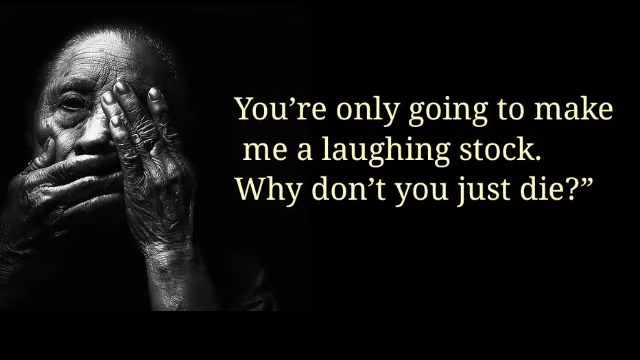 You’re only going to make
me a laughing stock.
Why don’t you just die?”